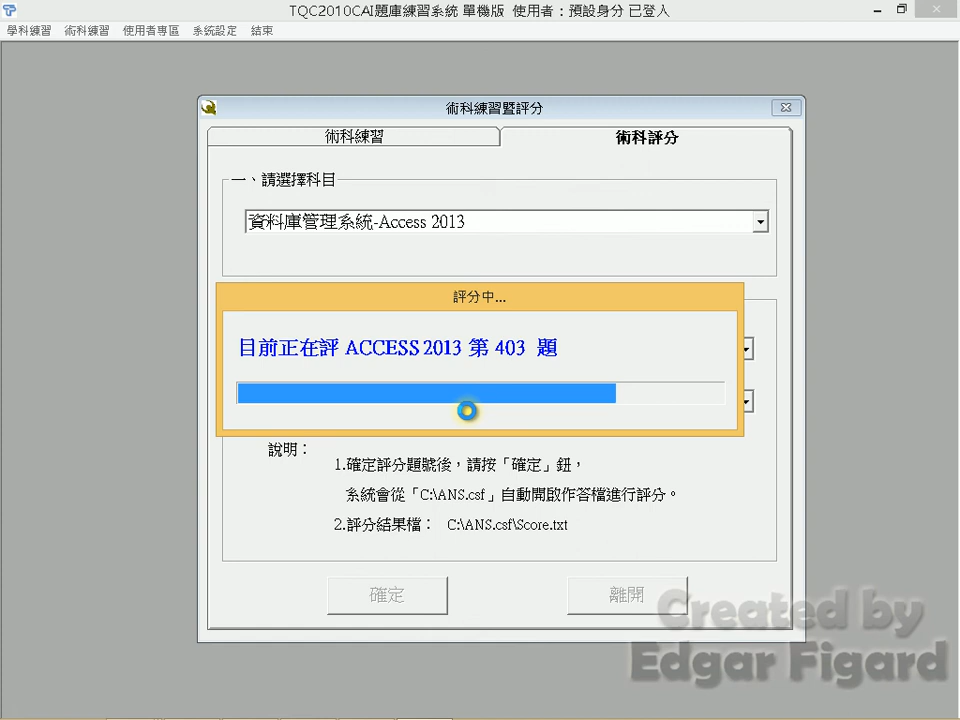 TQC2010CAI題庫練習系統 單機版 使用者：預設身分 已登入
學科練習 術科練習 使用者專區 系統設定 結束
術科練習暨評分
術科練習 術科評分
一、請選擇科目
資料庫管理系統-Access 2013
評分中...
目前正在評 ACCESS 2013 第 403 題
說明：
1.確定評分題號後，請按「確定」鈕，
系統會從「C:\ANS.csf」自動開啟作答檔進行評分。
2.評分結果檔： C:\ANS.csf\Score.txt
確定 離開
Created by
Edgar Figard